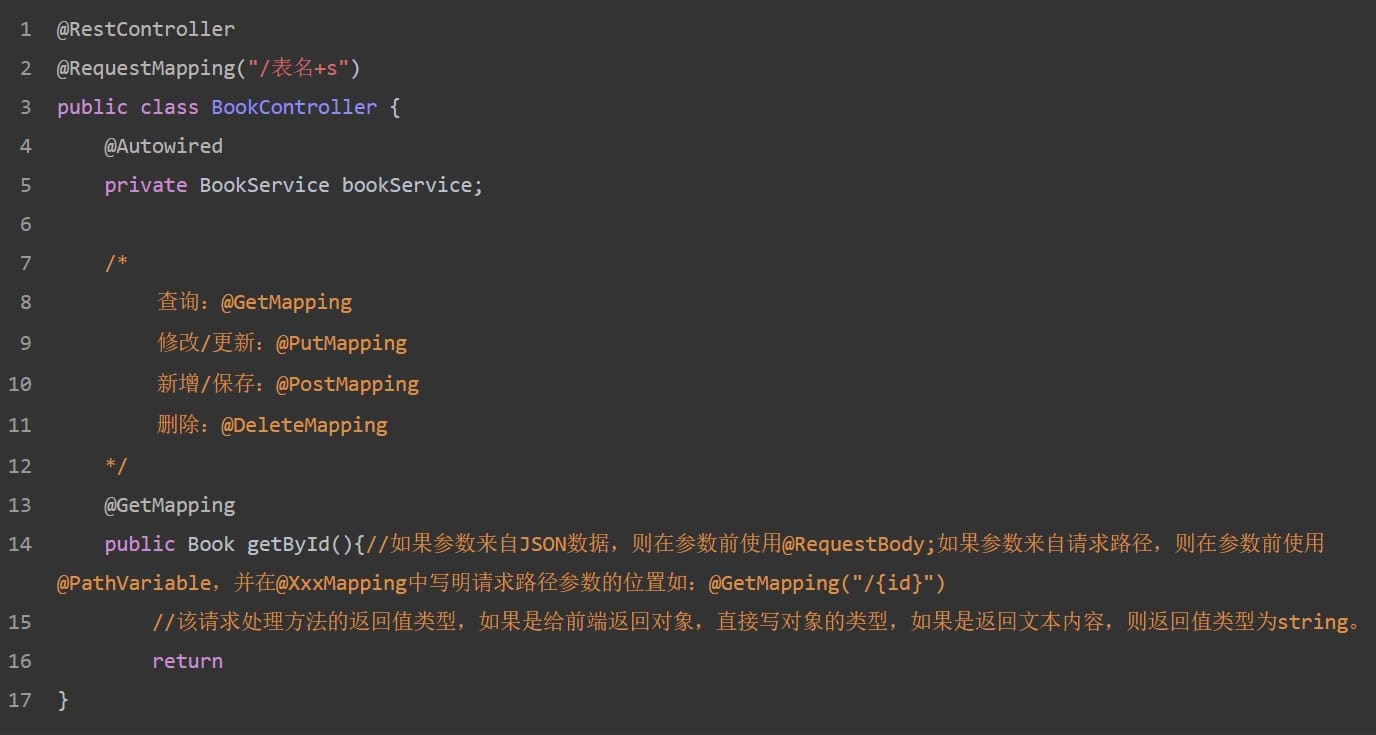 1 @RestController
2 @RequestMapping("/表名+s")
3 public class BookController {
4 @Autowired
5 private BookService bookService;
6
7 /*
8 查询：@GetMapping
9 修改/更新：@PutMapping
10 新增/保存：@PostMapping
11 删除：@DeleteMapping
12 */
13 @GetMapping
14 public Book getById(){//如果参数来自JSON数据，则在参数前使用@RequestBody;如果参数来自请求路径，则在参数前使用
@PathVariable，并在@XxxMapping中写明请求路径参数的位置如：@GetMapping("/{id}")
15 //该请求处理方法的返回值类型，如果是给前端返回对象，直接写对象的类型，如果是返回文本内容，则返回值类型为string。
16 return
17 }